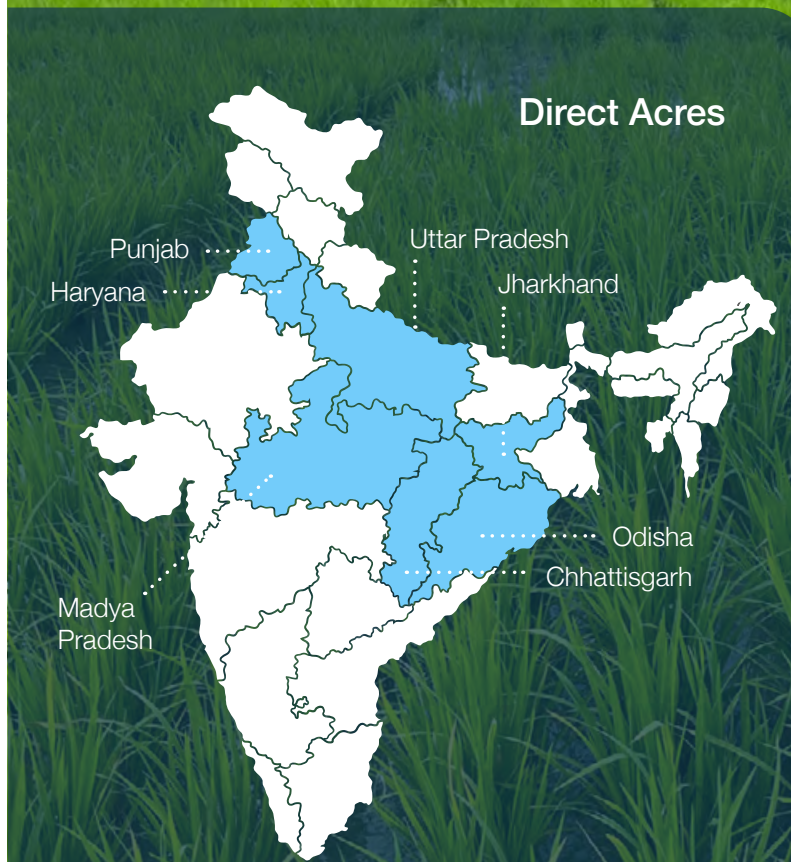 Direct Acres
Punjab
Uttar Pradesh
Haryana
Jharkhand
Odisha
Chhattisgarh
Madya
Pradesh